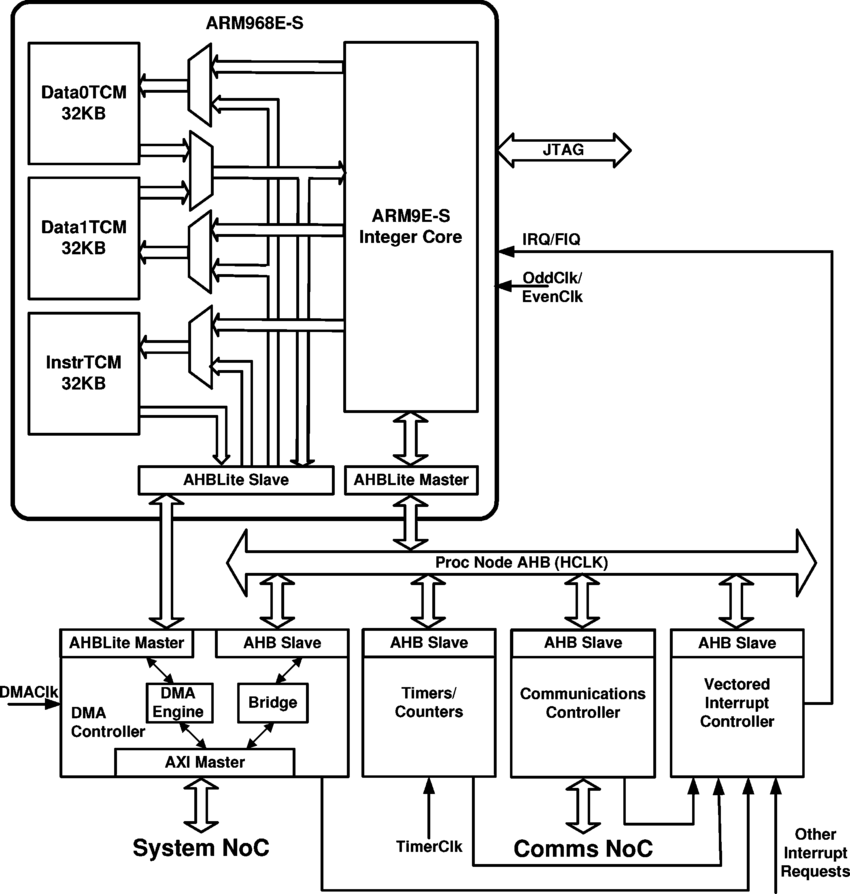 ARM968E-S
Data0TCM
32KB
Data1TCM
32KB
InstrTCM
32KB
ARM9E-S
Integer Core
JTAG
IRQ/FIQ
OddClk/
EvenClk
AHBLite Slave
AHBLite Master
Proc Node AHB (HCLK)
AHBLite Master
AHB Slave
AHB Slave
AHB Slave
AHB Slave
DMAClk
DMA
Controller
DMA
Engine
Bridge
AXI Master
Timers/
Counters
Communications
Controller
Vectored
Interrupt
Controller
System NoC
TimerClk
Comms NoC
Other
Interrupt
Requests